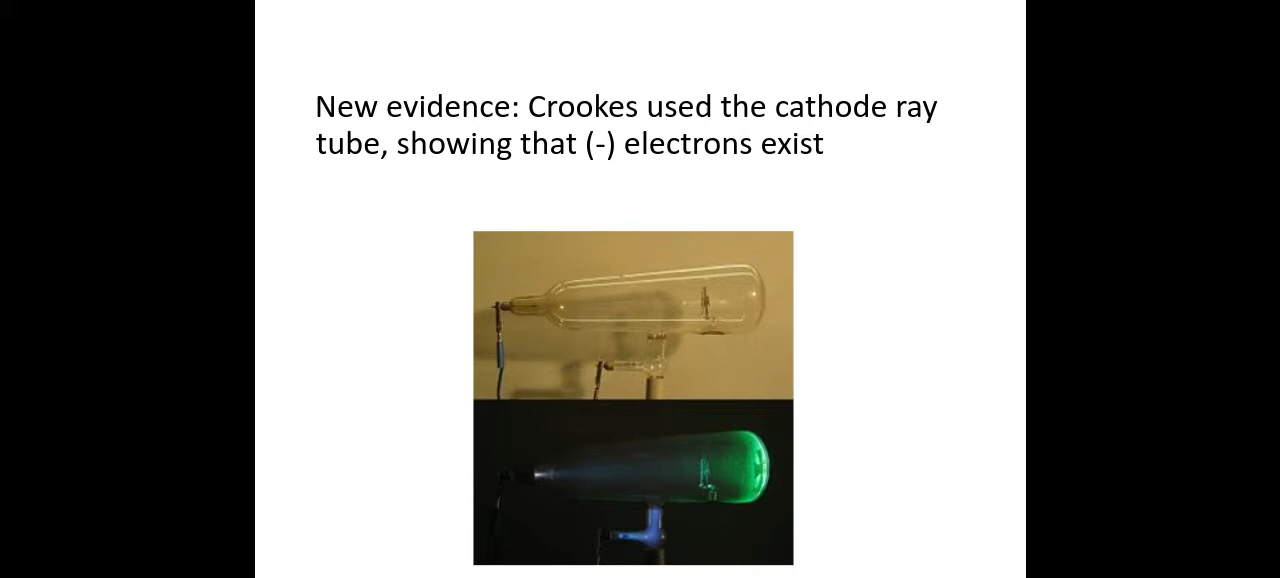 New evidence: Crookes used the cathode ray
tube, showing that (-) electrons exist